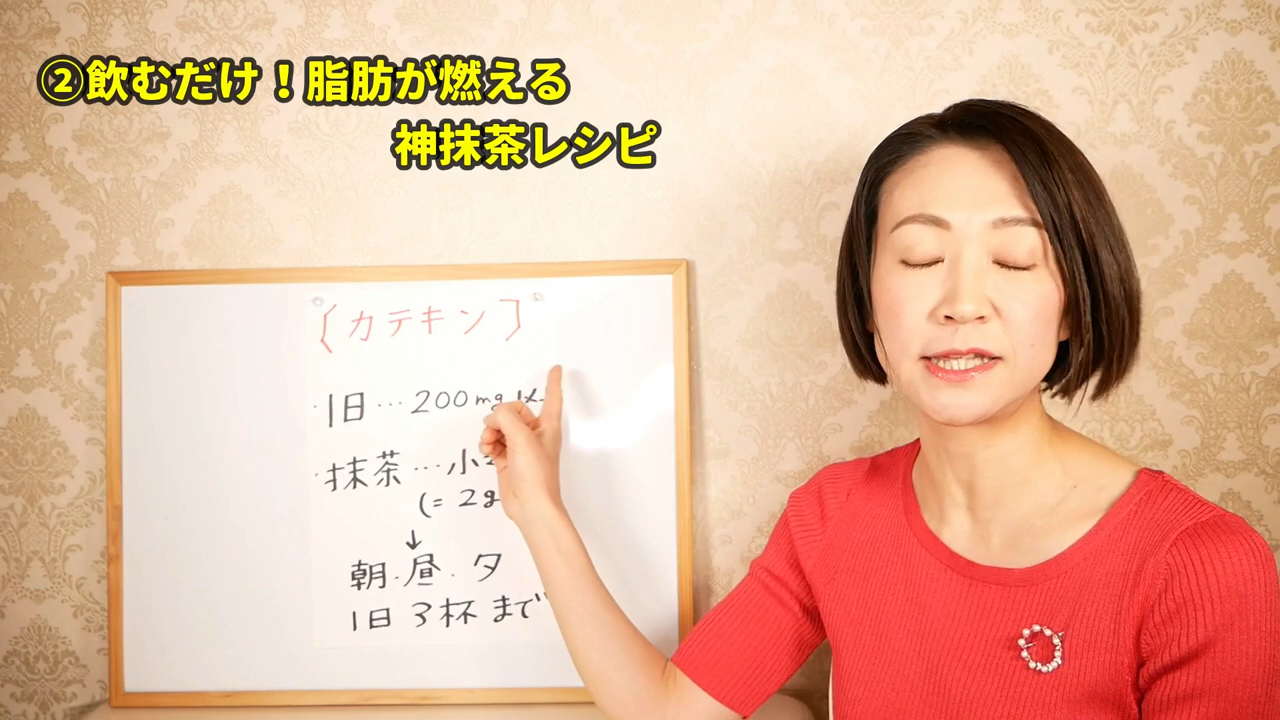 ②飲むだけ！脂肪が燃える
神抹茶レシピ
〔カテキン〕
・1日…200mg
・抹茶…小
(= 2g
↓
朝・昼・夕
1日 3杯 まで